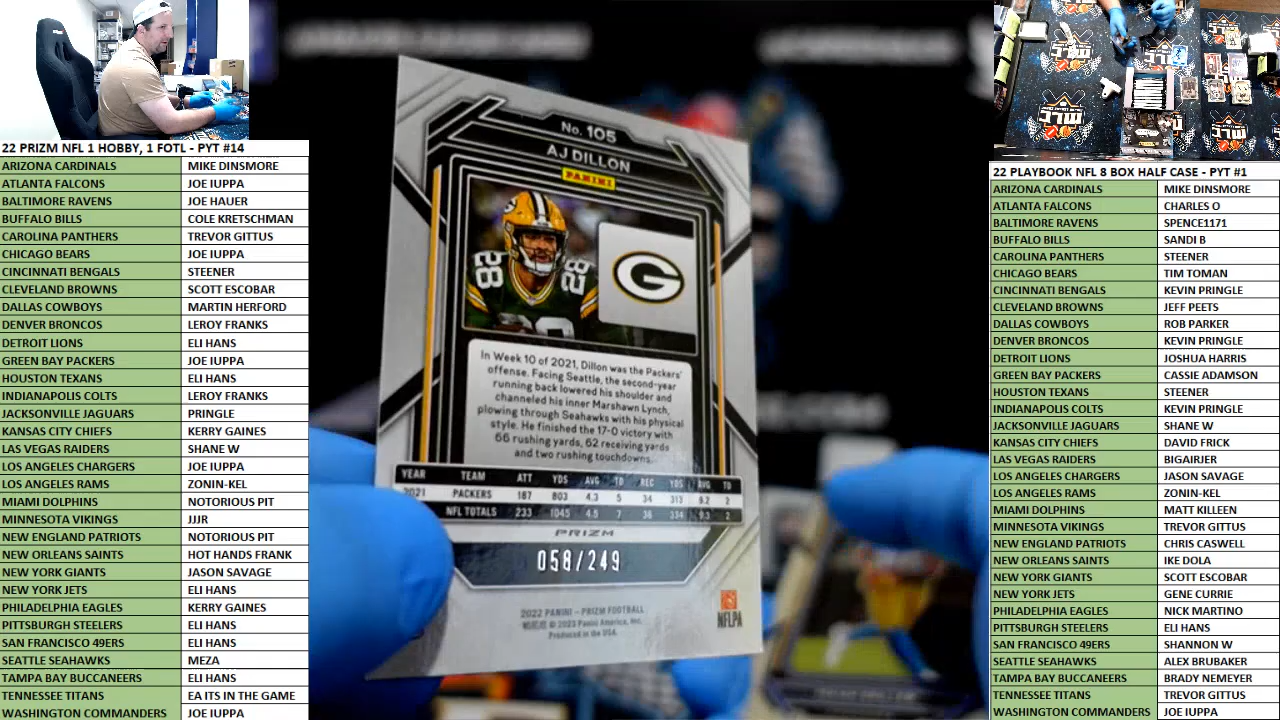 22 PRIZM NFL 1 HOBBY, 1 FOTL - PYT #14
ARIZONA CARDINALS MIKE DINSMORE
ATLANTA FALCONS JOE IUPPA
BALTIMORE RAVENS JOE HAUER
BUFFALO BILLS COLE KRETSCHMAN
CAROLINA PANTHERS TREVOR GITTUS
CHICAGO BEARS JOE IUPPA
CINCINNATI BENGALS STEENER
CLEVELAND BROWNS SCOTT ESCOBAR
DALLAS COWBOYS MARTIN HERFORD
DENVER BRONCOS LEROY FRANKS
DETROIT LIONS ELI HANS
GREEN BAY PACKERS JOE IUPPA
HOUSTON TEXANS ELI HANS
INDIANAPOLIS COLTS LEROY FRANKS
JACKSONVILLE JAGUARS PRINGLE
KANSAS CITY CHIEFS KERRY GAINES
LAS VEGAS RAIDERS SHANE W
LOS ANGELES CHARGERS JOE IUPPA
LOS ANGELES RAMS ZONIN-KEL
MIAMI DOLPHINS NOTORIOUS PIT
MINNESOTA VIKINGS JJJR
NEW ENGLAND PATRIOTS NOTORIOUS PIT
NEW ORLEANS SAINTS HOT HANDS FRANK
NEW YORK GIANTS JASON SAVAGE
NEW YORK JETS ELI HANS
PHILADELPHIA EAGLES KERRY GAINES
PITTSBURGH STEELERS ELI HANS
SAN FRANCISCO 49ERS ELI HANS
SEATTLE SEAHAWKS MEZA
TAMPA BAY BUCCANEERS ELI HANS
TENNESSEE TITANS EA ITS IN THE GAME
WASHINGTON COMMANDERS JOE IUPPA
No. 105
AJ DILLON
PANINI
28 28
G
In Week 10 of 2021, Dillon was the Packers'
offense. Facing Seattle, the second-year
running back lowered his shoulder and
channeled his inner Marshawn Lynch,
plowing through Seahawks with his physical
style. He finished the 17-0 victory with
66 rushing yards, 62 receiving yards
and two rushing touchdowns.
YEAR TEAM ATT YDS AVG TD REC YDS AVG TD
2021 PACKERS 187 803 4.3 5 34 313 9.2 2
NFL TOTALS 233 1045 4.5 7 36 334 9.3 2
PRIZM
058/249
2022 PANINI – PRIZM FOOTBALL
© 2023 Panini America, Inc.
Produced in the USA.
NFLPA
MLC
MLC
22 PLAYBOOK NFL 8 BOX HALF CASE - PYT #1
ARIZONA CARDINALS MIKE DINSMORE
ATLANTA FALCONS CHARLES O
BALTIMORE RAVENS SPENCE1171
BUFFALO BILLS SANDI B
CAROLINA PANTHERS STEENER
CHICAGO BEARS TIM TOMAN
CINCINNATI BENGALS KEVIN PRINGLE
CLEVELAND BROWNS JEFF PEETS
DALLAS COWBOYS ROB PARKER
DENVER BRONCOS KEVIN PRINGLE
DETROIT LIONS JOSHUA HARRIS
GREEN BAY PACKERS CASSIE ADAMSON
HOUSTON TEXANS STEENER
INDIANAPOLIS COLTS KEVIN PRINGLE
JACKSONVILLE JAGUARS SHANE W
KANSAS CITY CHIEFS DAVID FRICK
LAS VEGAS RAIDERS BIGAIRJER
LOS ANGELES CHARGERS JASON SAVAGE
LOS ANGELES RAMS ZONIN-KEL
MIAMI DOLPHINS MATT KILLEEN
MINNESOTA VIKINGS TREVOR GITTUS
NEW ENGLAND PATRIOTS CHRIS CASWELL
NEW ORLEANS SAINTS IKE DOLA
NEW YORK GIANTS SCOTT ESCOBAR
NEW YORK JETS GENE CURRIE
PHILADELPHIA EAGLES NICK MARTINO
PITTSBURGH STEELERS ELI HANS
SAN FRANCISCO 49ERS SHANNON W
SEATTLE SEAHAWKS ALEX BRUBAKER
TAMPA BAY BUCCANEERS BRADY NEMEYER
TENNESSEE TITANS TREVOR GITTUS
WASHINGTON COMMANDERS JOE IUPPA